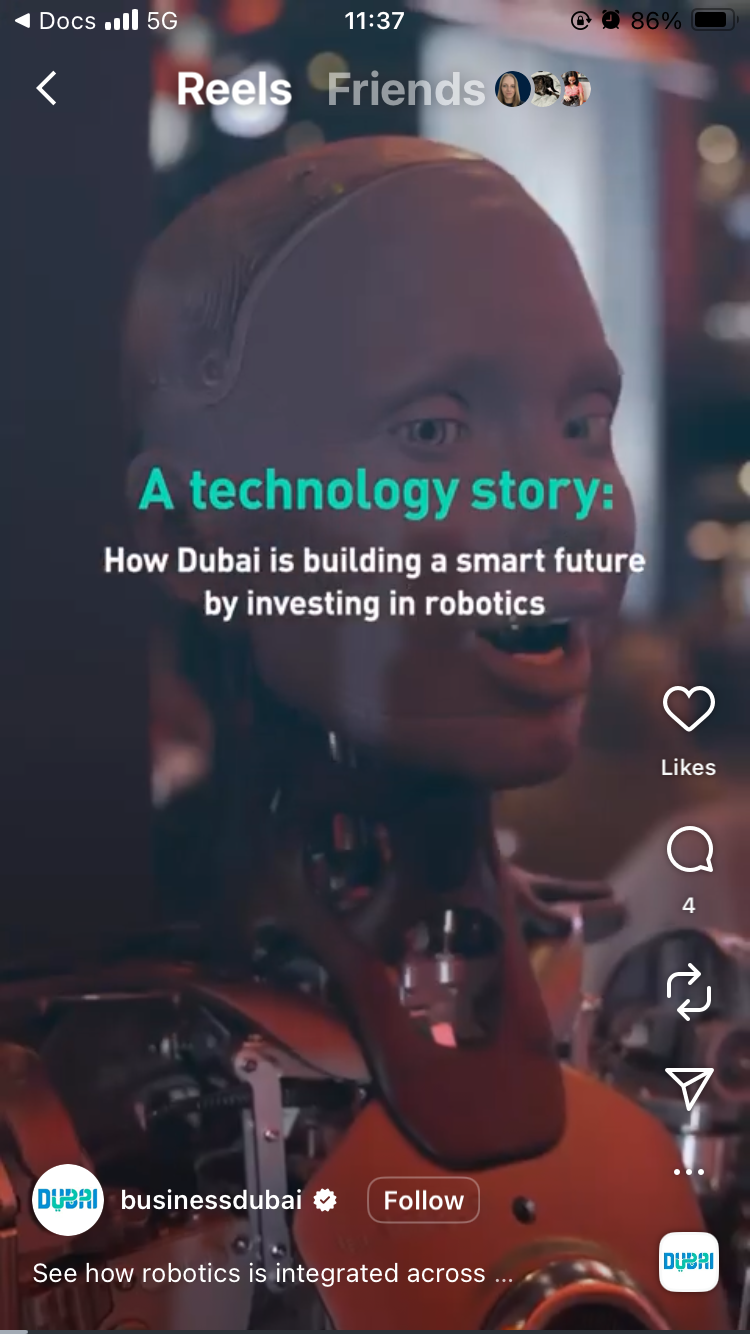 Docs 5G 11:37 86%
Reels Friends
A technology story:
How Dubai is building a smart future
by investing in robotics
Likes
4
DUBAI businessdubai Follow
See how robotics is integrated across ...
DUBAI